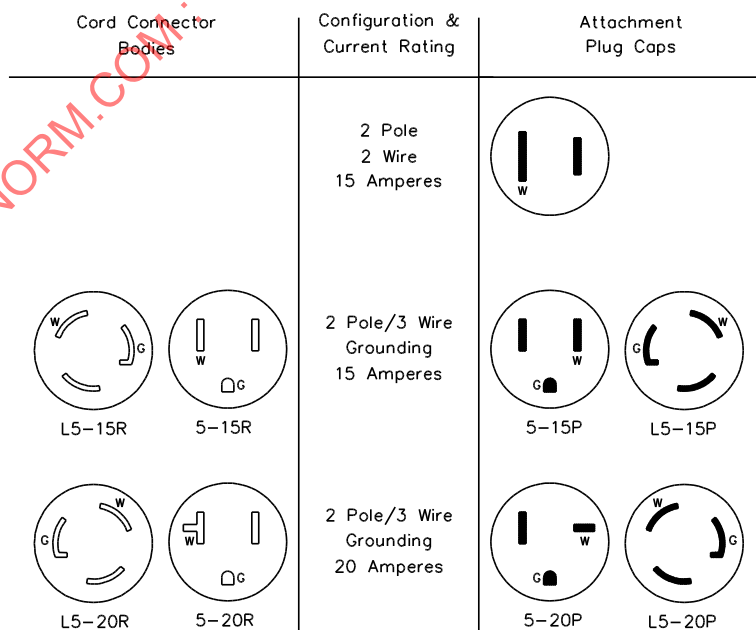 Cord Connector
Bodies
Configuration &
Current Rating
Attachment
Plug Caps
NORM.COM :
2 Pole
2 Wire
15 Amperes
W
W
G
W
G
2 Pole/3 Wire
Grounding
15 Amperes
W
G
W
G
L5-15R
5-15R
5-15P
L5-15P
W
G
W
G
2 Pole/3 Wire
Grounding
20 Amperes
W
G
W
G
L5-20R
5-20R
5-20P
L5-20P